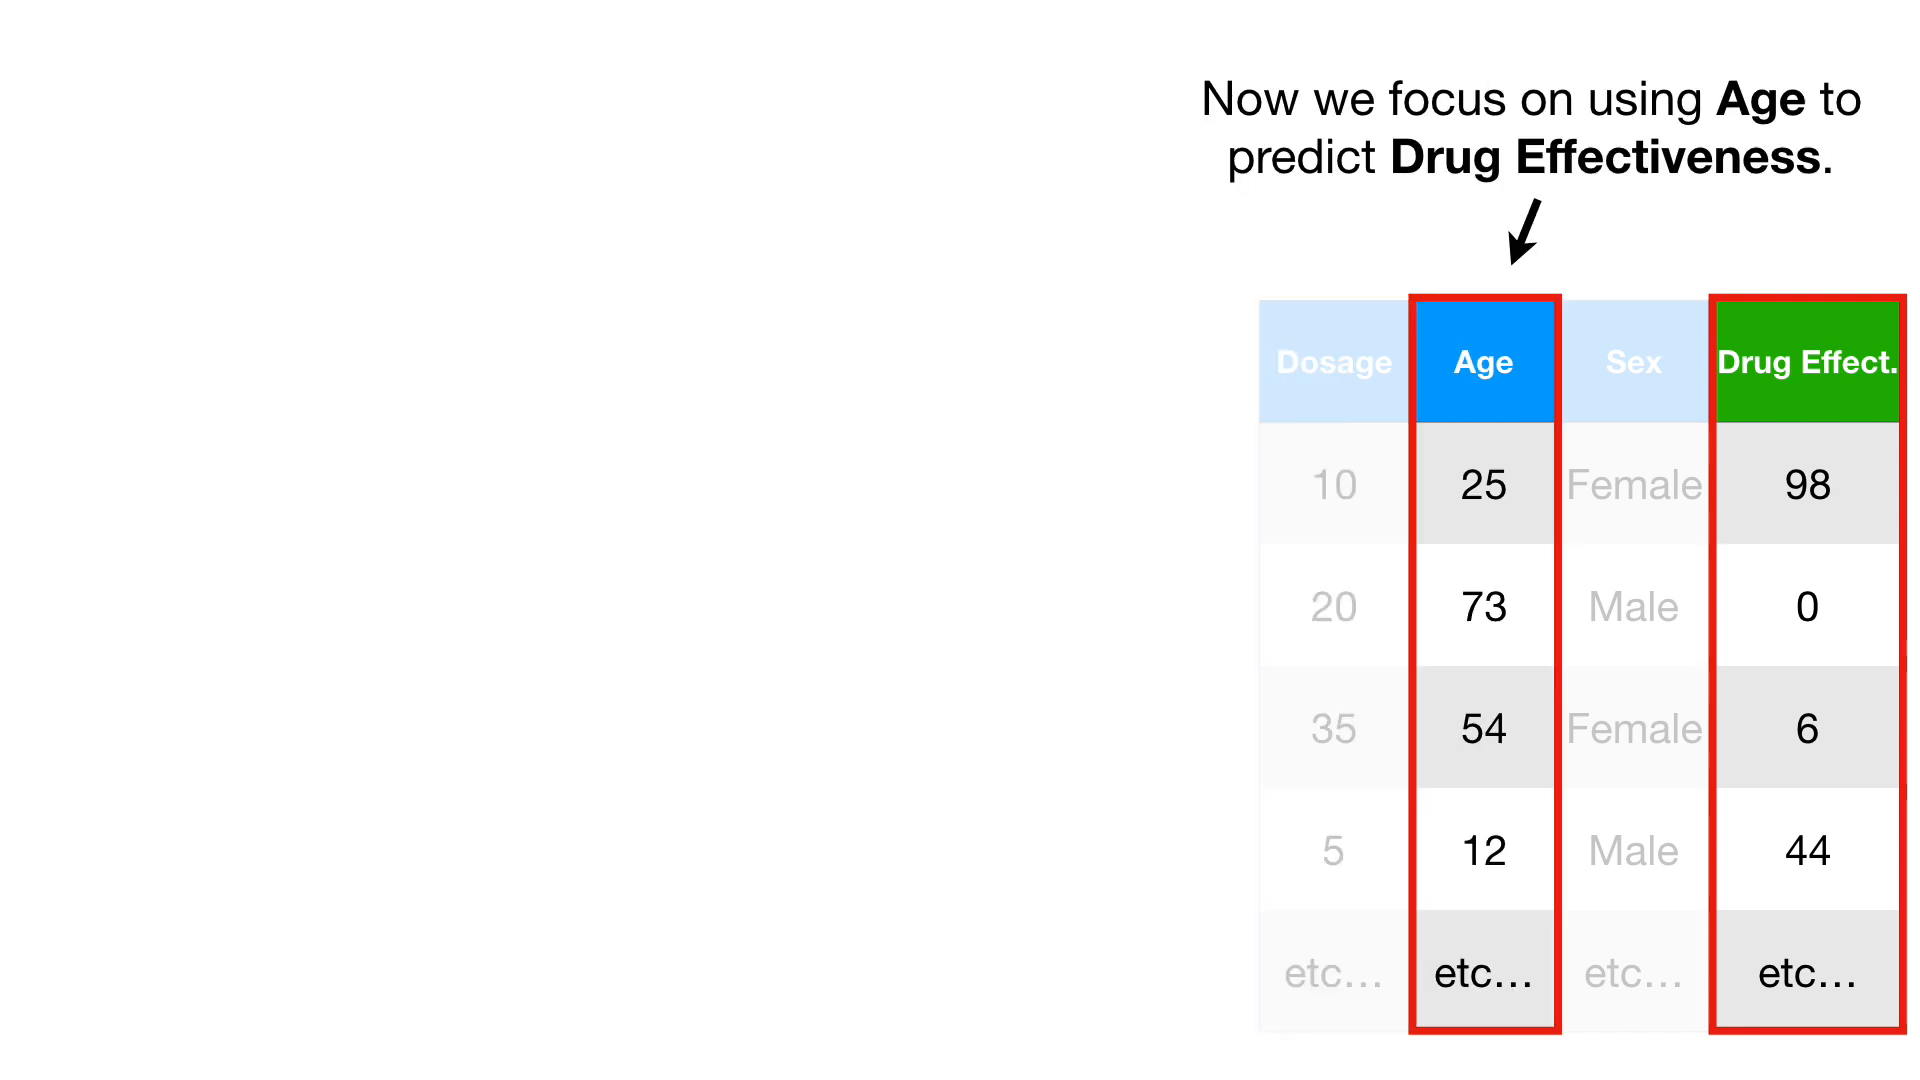 Now we focus on using Age to
predict Drug Effectiveness.
Dosage Age Sex Drug Effect.
10 25 Female 98
20 73 Male 0
35 54 Female 6
5 12 Male 44
etc… etc… etc… etc…